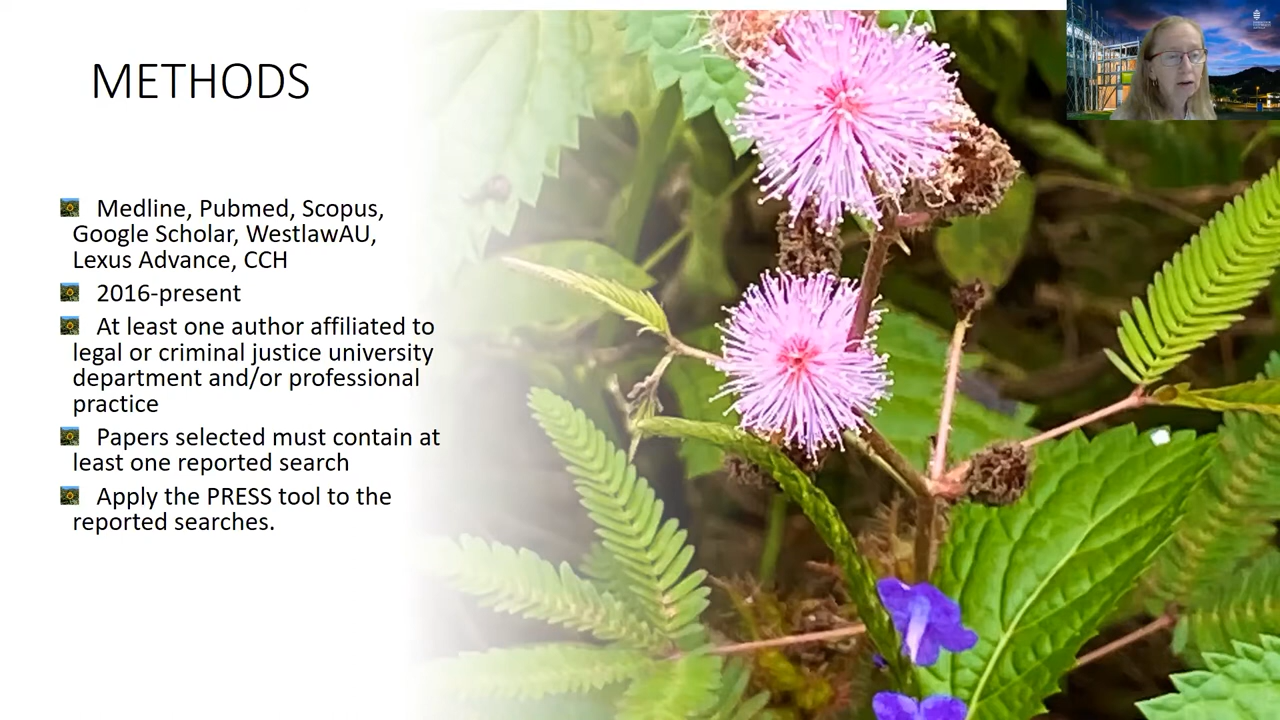 METHODS
Medline, Pubmed, Scopus,
Google Scholar, WestlawAU,
Lexus Advance, CCH
2016-present
At least one author affiliated to
legal or criminal justice university
department and/or professional
practice
Papers selected must contain at
least one reported search
Apply the PRESS tool to the
reported searches.